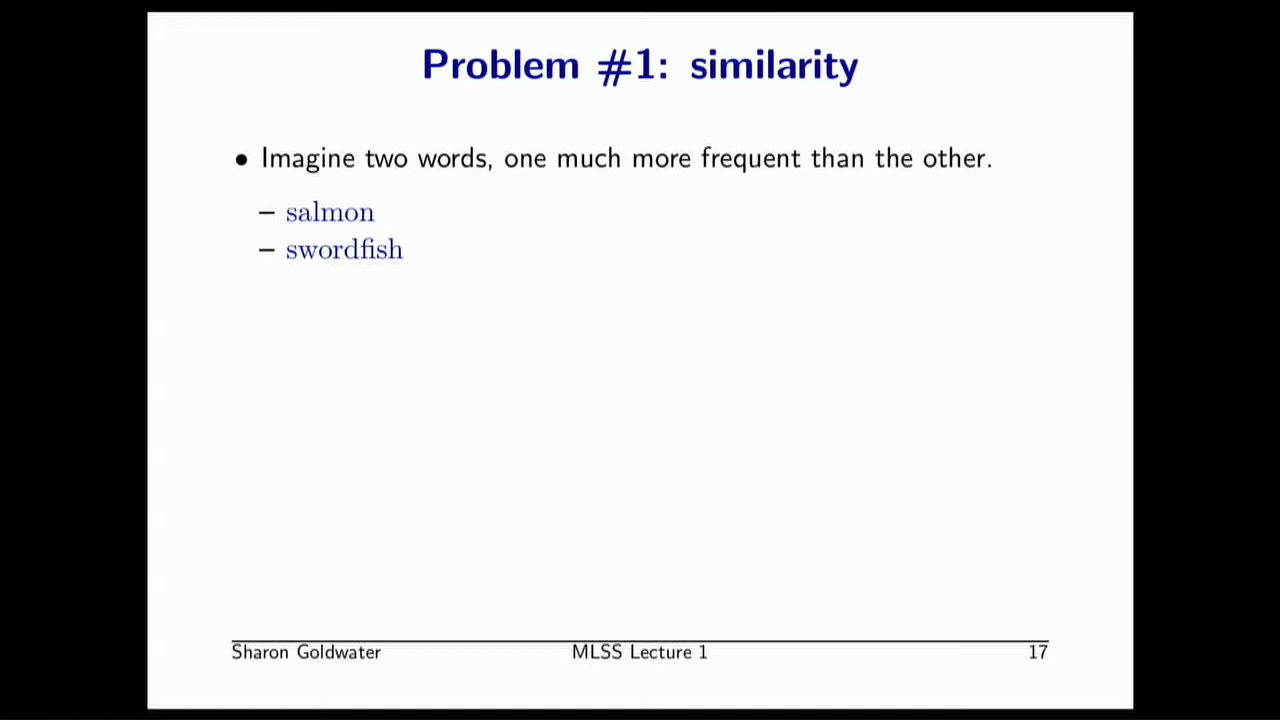 Problem #1: similarity
• Imagine two words, one much more frequent than the other.
– salmon
– swordfish
Sharon Goldwater MLSS Lecture 1 17